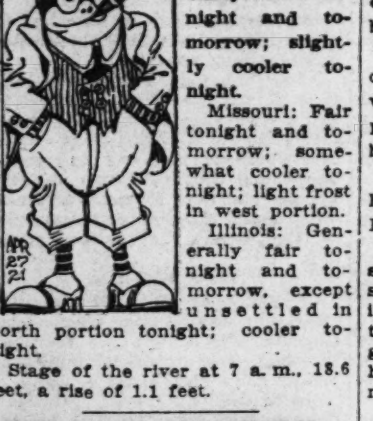 night and to-
morrow; slight-
ly cooler to-
night.
Missouri: Fair
tonight and to-
morrow; some-
what cooler to-
night; light frost
in west portion.
Illinois: Gen-
erally fair to-
night and to-
morrow, except
unsettled in
orth portion tonight; cooler to-
ight.
Stage of the river at 7 a. m., 18.6
eet, a rise of 1.1 feet.
APR
27
21